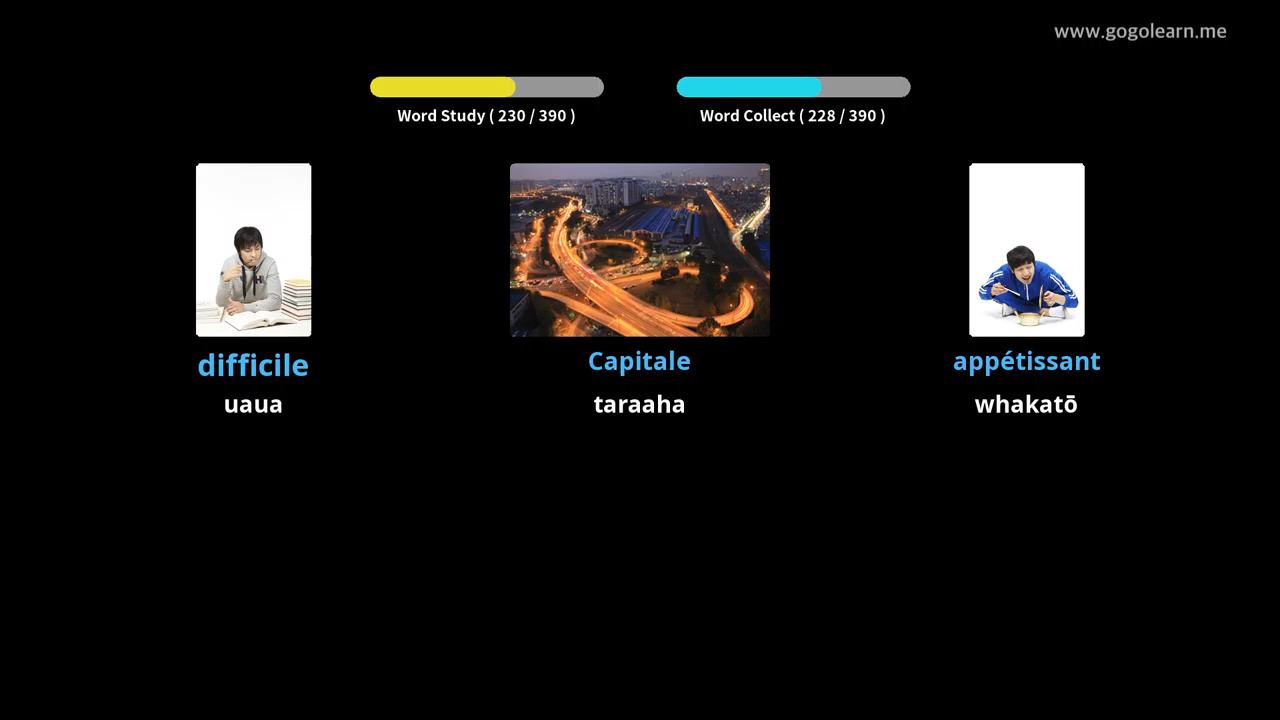 www.gogolearn.me
Word Study ( 230 / 390 )
Word Collect ( 228 / 390 )
difficile
Capitale
appétissant
uaua
taraaha
whakatō